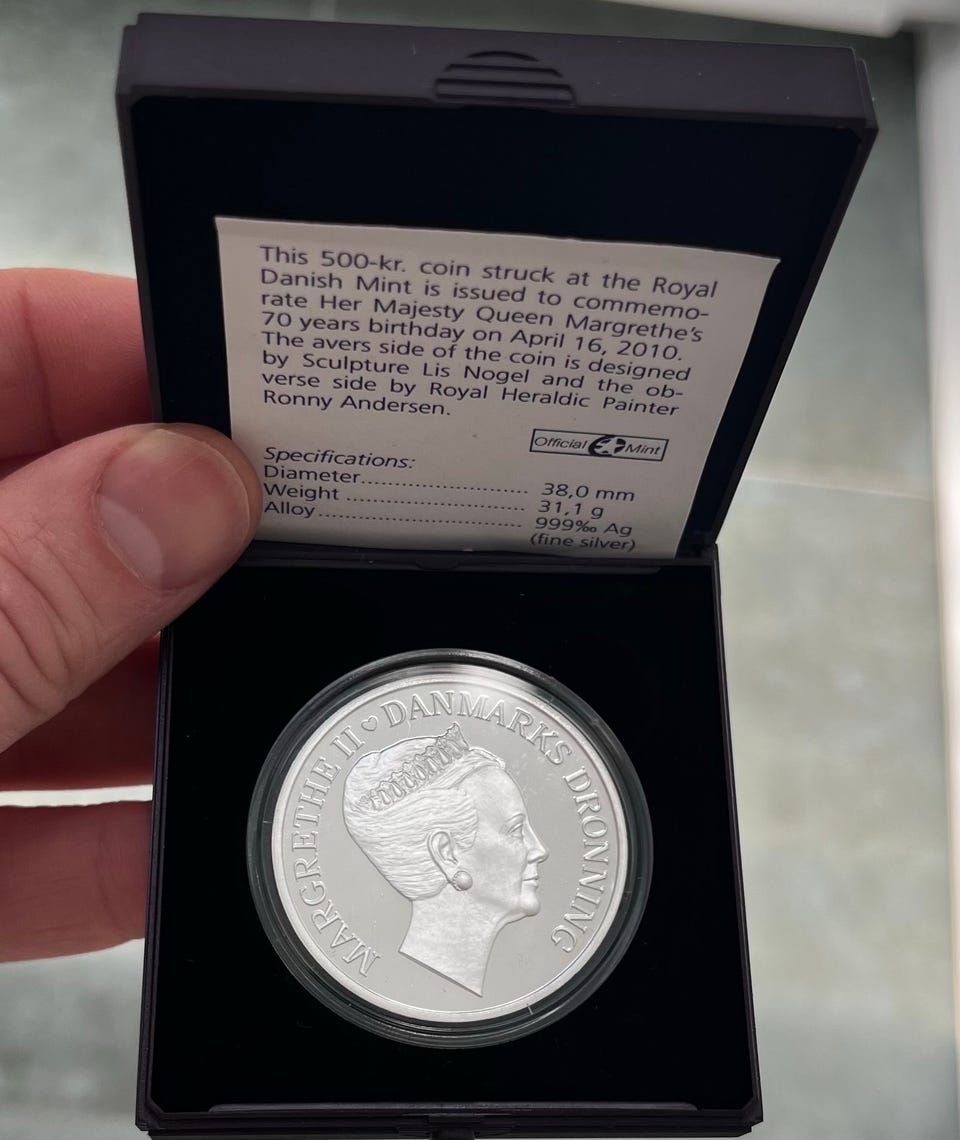 This 500-kr. coin struck at the Royal
Danish Mint is issued to commemo-
rate Her Majesty Queen Margrethe's
70 years birthday on April 16, 2010.
The avers side of the coin is designed
by Sculpture Lis Nogel and the ob-
verse side by Royal Heraldic Painter
Ronny Andersen.
Official Mint
Specifications:
Diameter.............................. 38,0 mm
Weight ................................ 31,1 g
Alloy..................................... 999‰ Ag
(fine silver)
MARGRETHE II ♡ DANMARKS DRONNING